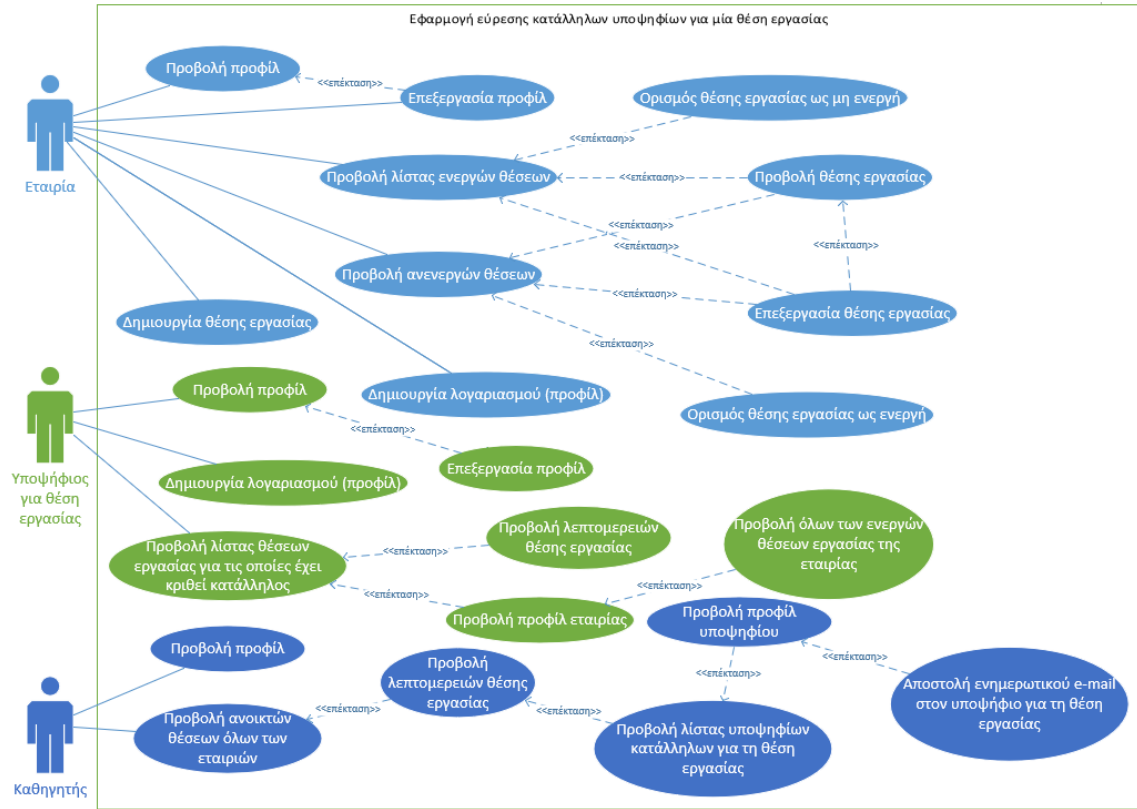 Εφαρμογή εύρεσης κατάλληλων υποψηφίων για μία θέση εργασίας
Προβολή προφίλ
<<επέκταση>>
Επεξεργασία προφίλ
Ορισμός θέσης εργασίας ως μη ενεργή
<<επέκταση>>
Εταιρία
Προβολή λίστας ενεργών θέσεων
<<επέκταση>>
Προβολή θέσης εργασίας
<<επέκταση>>
<<επέκταση>>
<<επέκταση>>
Προβολή ανενεργών θέσεων
<<επέκταση>>
Επεξεργασία θέσης εργασίας
Δημιουργία θέσης εργασίας
<<επέκταση>>
Προβολή προφίλ
Δημιουργία λογαριασμού (προφίλ)
Ορισμός θέσης εργασίας ως ενεργή
<<επέκταση>>
Υποψήφιος
για θέση
εργασίας
Επεξεργασία προφίλ
Δημιουργία λογαριασμού (προφίλ)
Προβολή λεπτομερειών
θέσης εργασίας
Προβολή όλων των ενεργών
θέσεων εργασίας της
εταιρίας
Προβολή λίστας θέσεων
εργασίας για τις οποίες έχει
κριθεί κατάλληλος
<<επέκταση>>
<<επέκταση>>
<<επέκταση>>
Προβολή προφίλ εταιρίας
Προβολή προφίλ
υποψηφίου
Προβολή προφίλ
Προβολή
λεπτομερειών θέσης
εργασίας
<<επέκταση>>
<<επέκταση>>
Αποστολή ενημερωτικού e-mail
στον υποψήφιο για τη θέση
εργασίας
Προβολή ανοικτών
θέσεων όλων των
εταιριών
<<επέκταση>>
<<επέκταση>>
Προβολή λίστας υποψηφίων
κατάλληλων για τη θέση
εργασίας
Καθηγητής